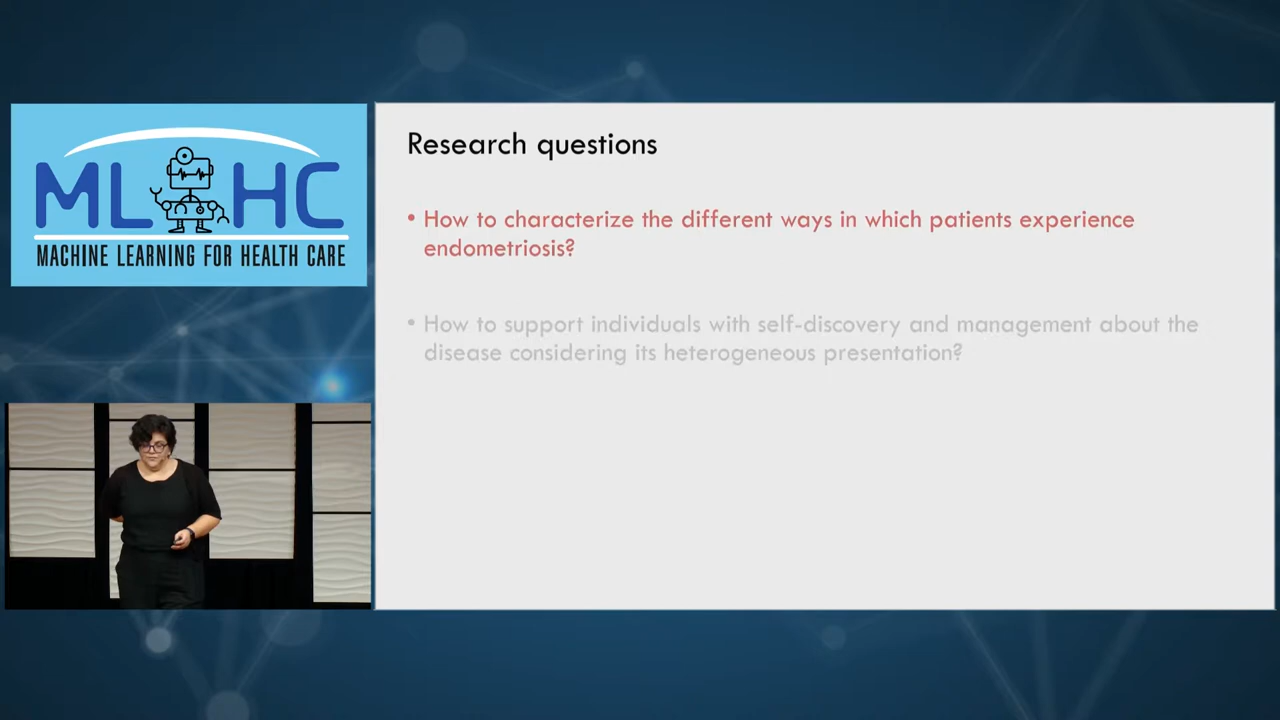 ML HC
MACHINE LEARNING FOR HEALTH CARE
Research questions
• How to characterize the different ways in which patients experience
endometriosis?
• How to support individuals with self-discovery and management about the
disease considering its heterogeneous presentation?